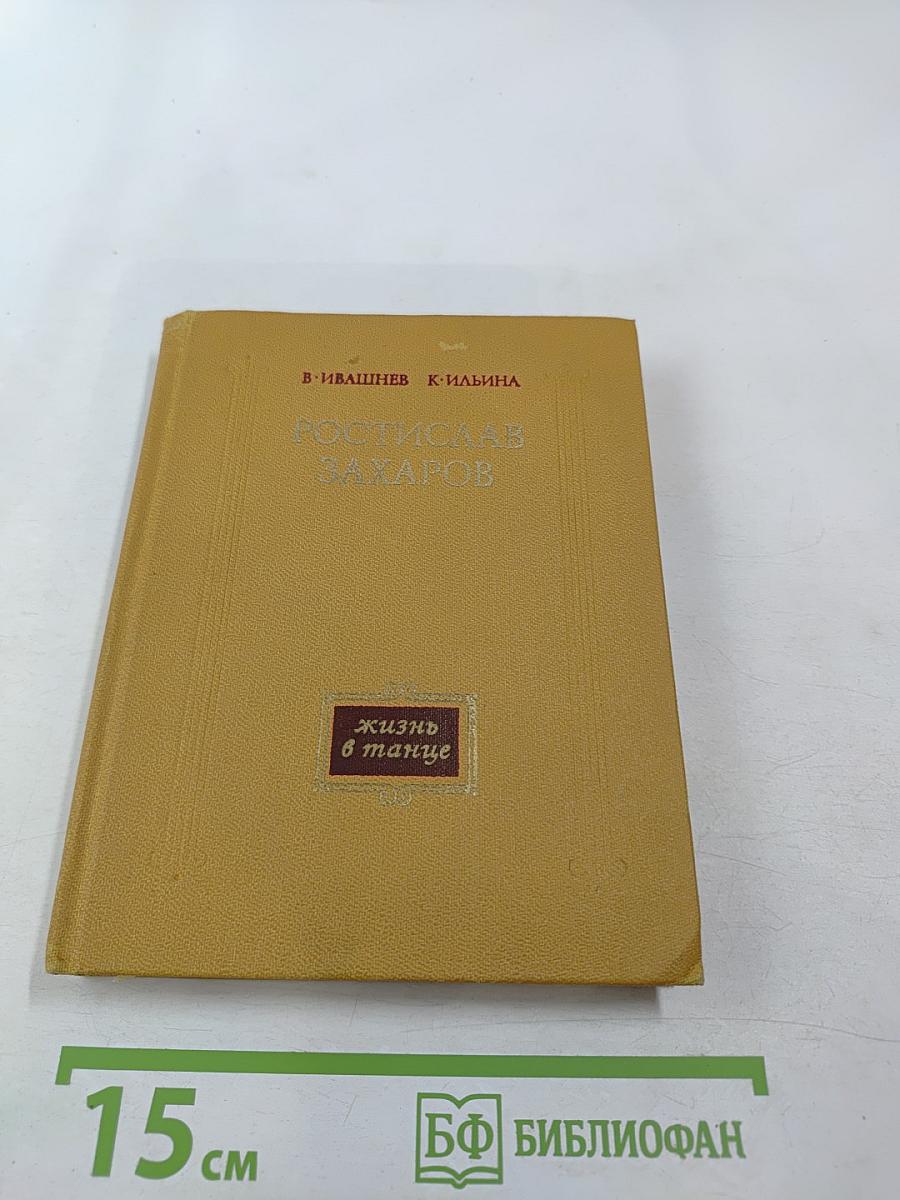 В·ИВАШНЕВ К·ИЛЬИНА
РОСТИСЛАВ
ЗАХАРОВ
жизнь
в танце
15 см
БФ БИБЛИОФАН